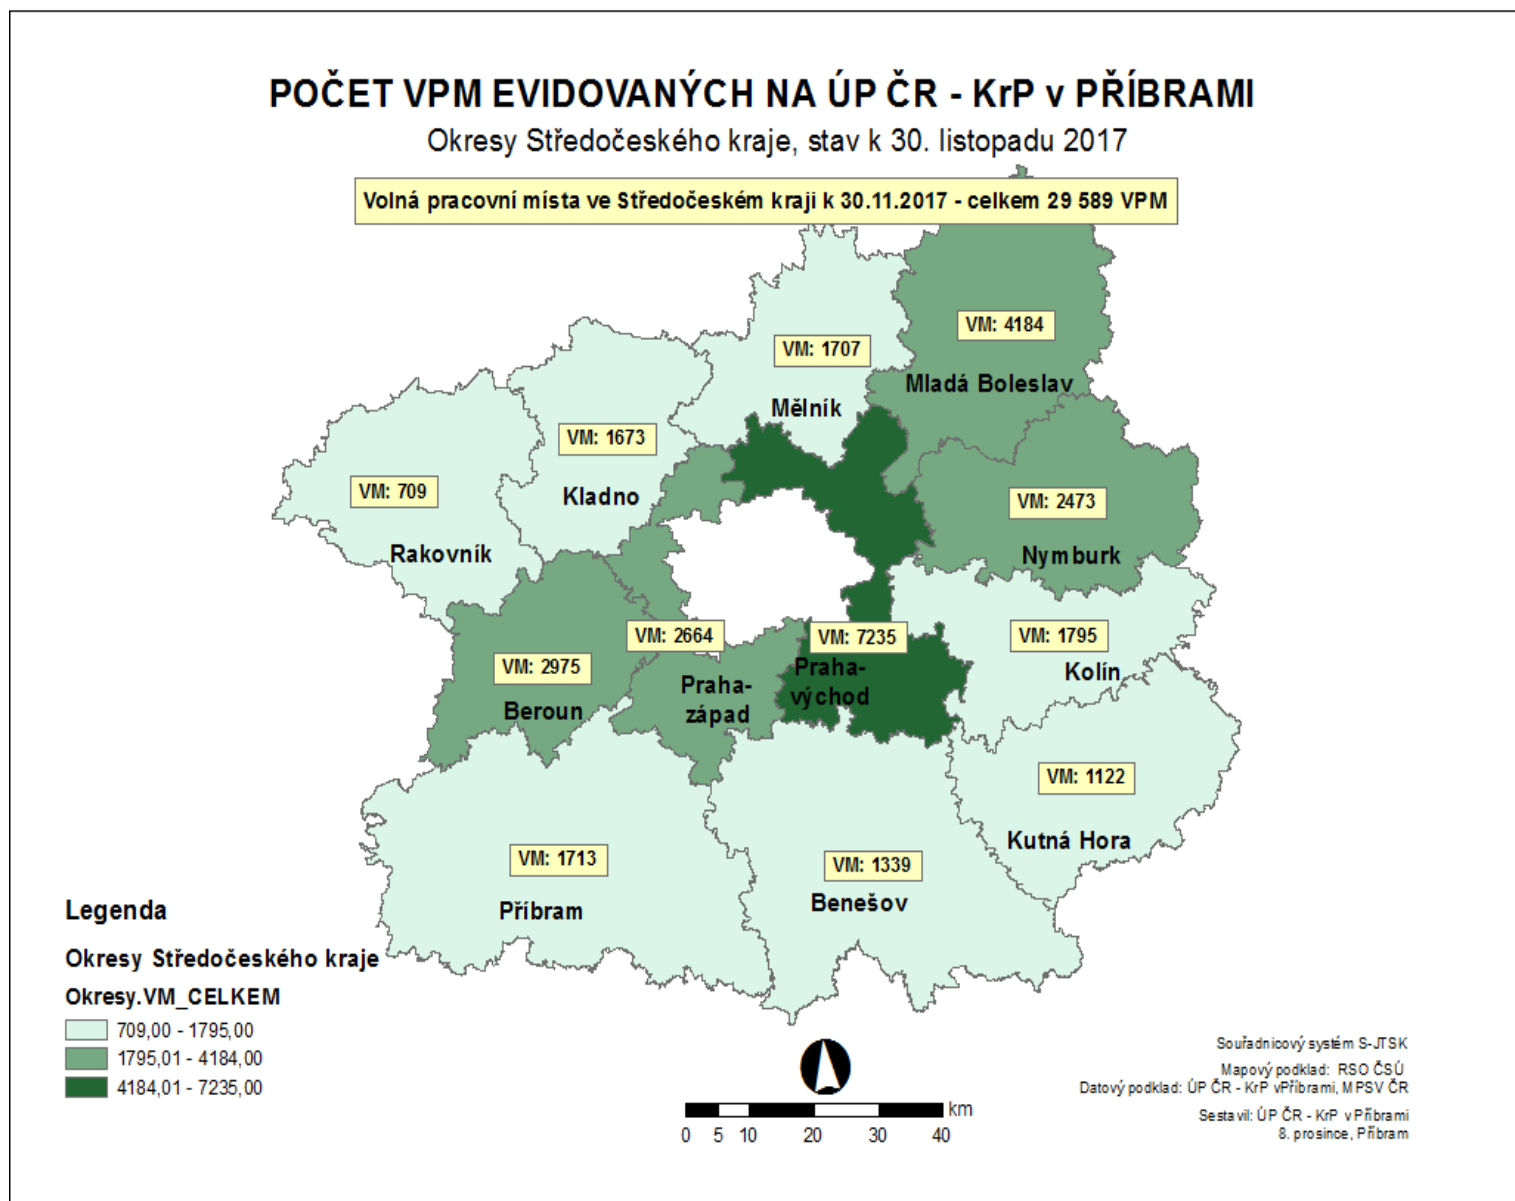 POČET VPM EVIDOVANÝCH NA ÚP ČR - KrP v PŘÍBRAMI
Okresy Středočeského kraje, stav k 30. listopadu 2017
Volná pracovní místa ve Středočeském kraji k 30.11.2017 - celkem 29 589 VPM
VM: 4184
Mladá Boleslav
VM: 1707
Mělník
VM: 1673
Kladno
VM: 709
Rakovník
VM: 2473
Nymburk
VM: 2664
Praha-
západ
VM: 7235
Praha-
východ
VM: 1795
Kolín
VM: 2975
Beroun
VM: 1122
Kutná Hora
VM: 1713
Příbram
VM: 1339
Benešov
Legenda
Okresy Středočeského kraje
Okresy.VM_CELKEM
709,00 - 1795,00
1795,01 - 4184,00
4184,01 - 7235,00
km
0 5 10 20 30 40
Souřadnicový systém S-JTSK
Mapový podklad: RSO ČSÚ
Datový podklad: ÚP ČR - KrP vPříbrami, MPSV ČR
Sestavil: ÚP ČR - KrP v Příbrami
8. prosince, Příbram